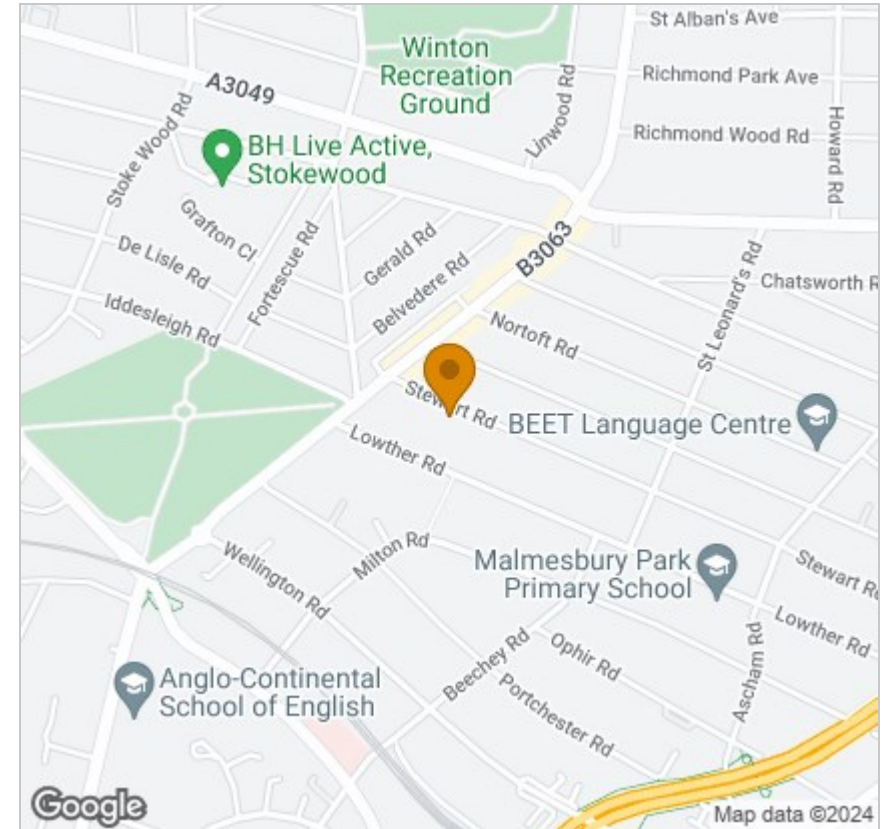 St Alban's Ave
Winton
Recreation
Ground
Richmond Park Ave
A3049
Linwood Rd
Howard Rd
Stoke Wood Rd
BH Live Active,
Stokewood
Richmond Wood Rd
Grafton Cl
Gerald Rd
B3063
De Lisle Rd
Fortescue Rd
Belvedere Rd
St Leonard's Rd
Chatsworth R
Iddesleigh Rd
Nortoft Rd
Stewart Rd
BEET Language Centre
Lowther Rd
Wellington Rd
Milton Rd
Malmesbury Park
Primary School
Stewart R
Lowther Rd
Anglo-Continental
School of English
Beechey Rd
Ophir Rd
Portchester Rd
Ascham Rd
Google
Map data ©2024